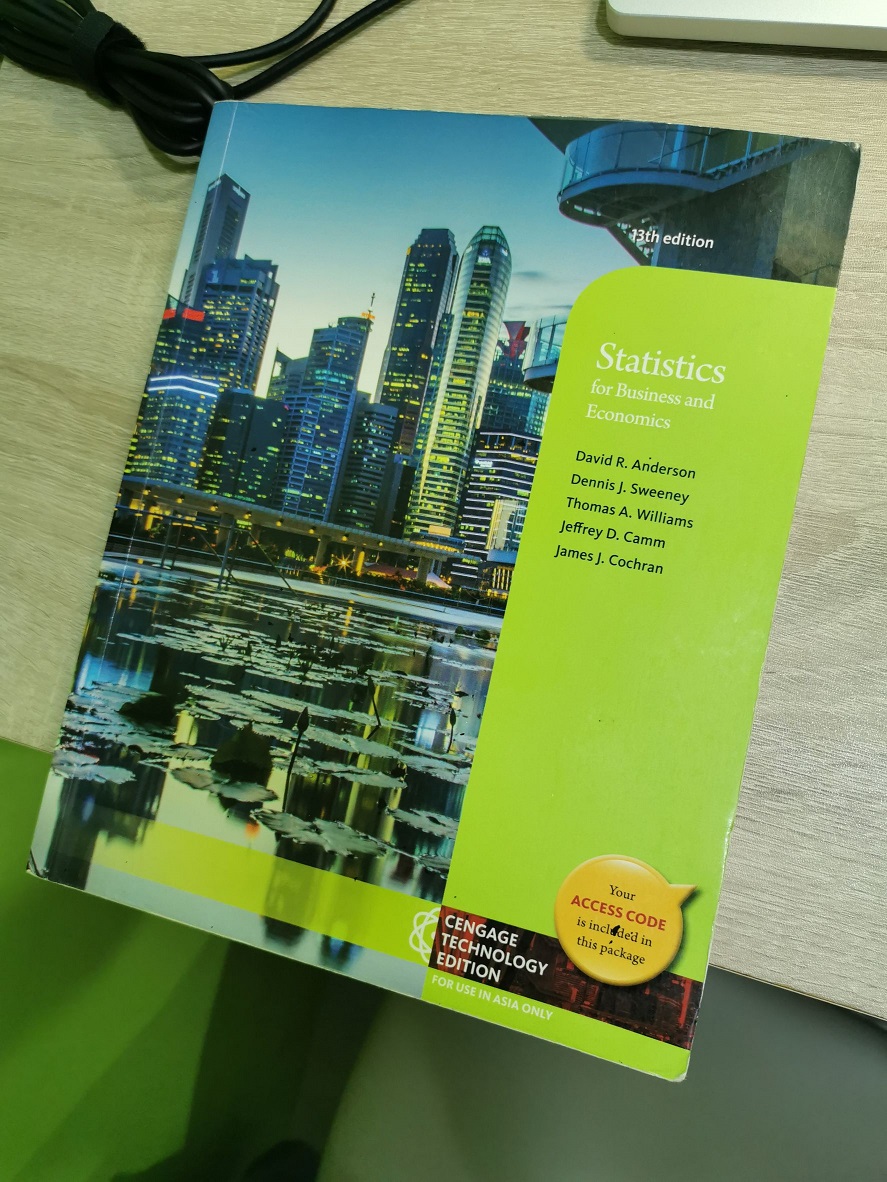 13th edition
Statistics
for Business and
Economics
David R. Anderson
Dennis J. Sweeney
Thomas A. Williams
Jeffrey D. Camm
James J. Cochran
Your
ACCESS CODE
is included in
this package
CENGAGE
TECHNOLOGY
EDITION
FOR USE IN ASIA ONLY